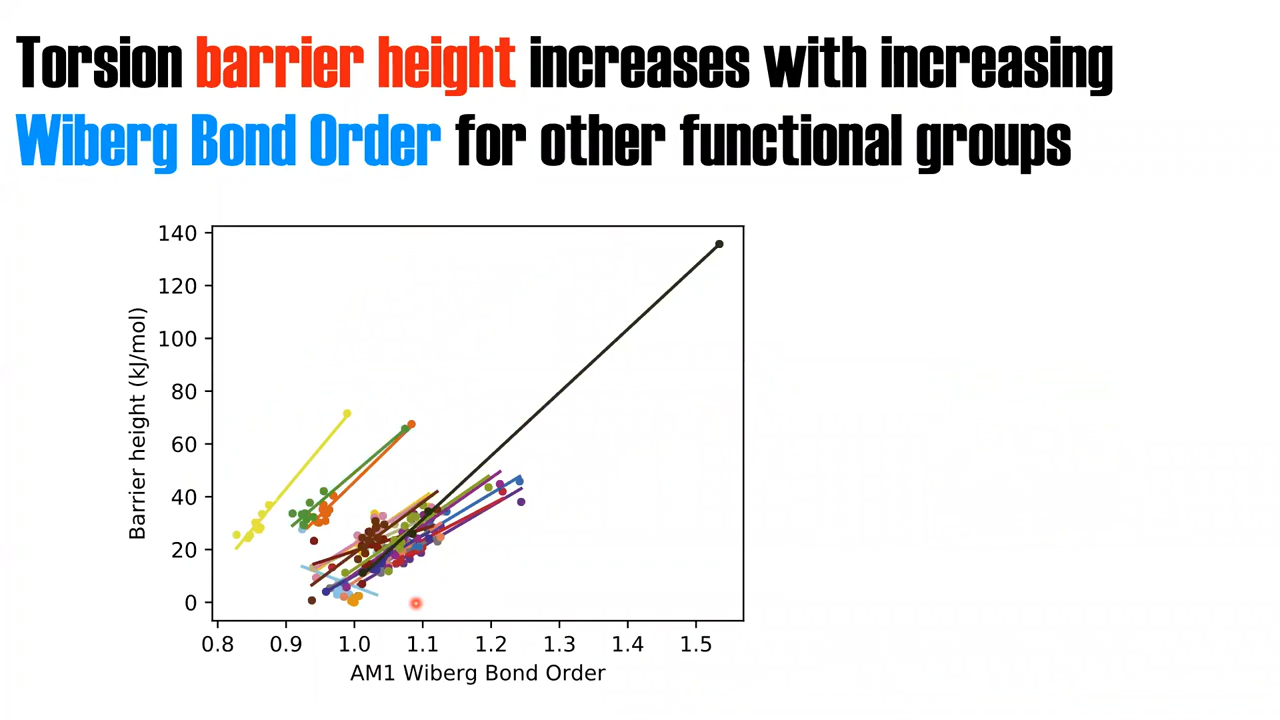 Torsion barrier height increases with increasing
Wiberg Bond Order for other functional groups
140
120
100
80
60
40
20
0
Barrier height (kJ/mol)
0.8 0.9 1.0 1.1 1.2 1.3 1.4 1.5
AM1 Wiberg Bond Order